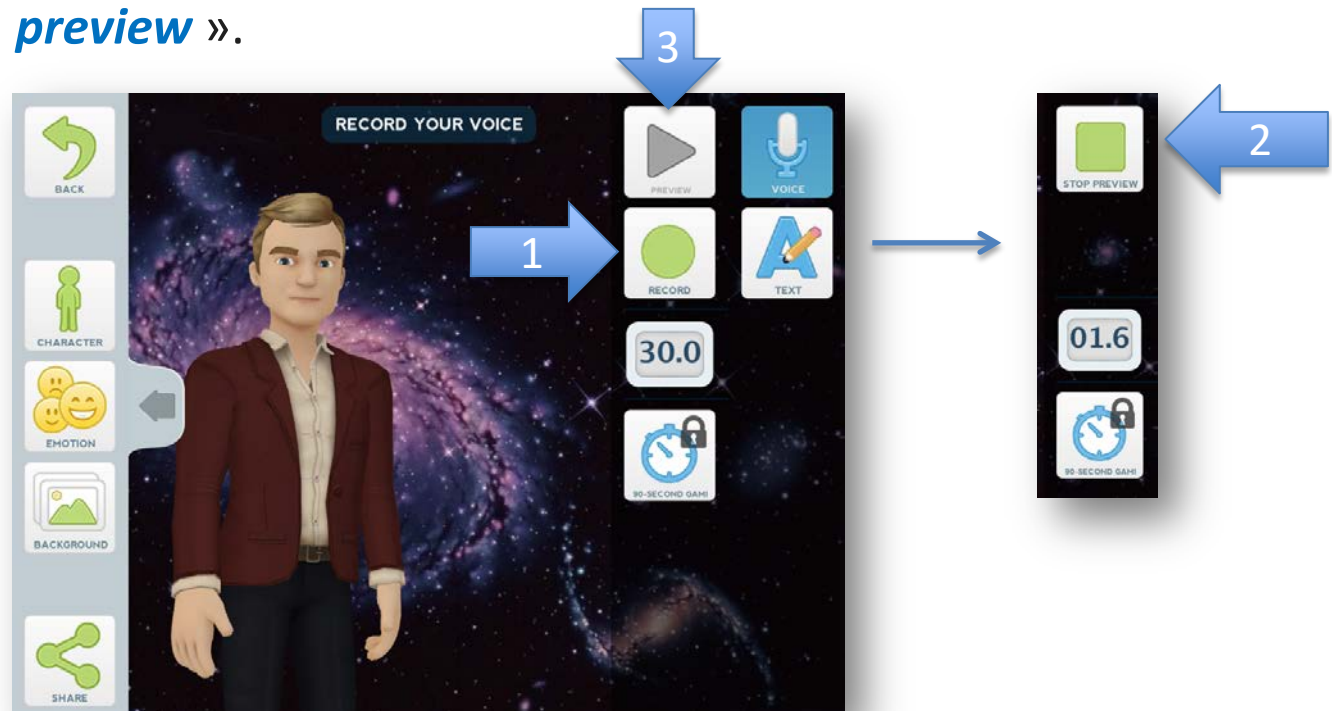 preview ».
3
RECORD YOUR VOICE
BACK
PREVIEW
VOICE
STOP PREVIEW
2
1
RECORD
TEXT
CHARACTER
30.0
01.6
EMOTION
90-SECOND GAMI
90-SECOND GAMI
BACKGROUND
SHARE